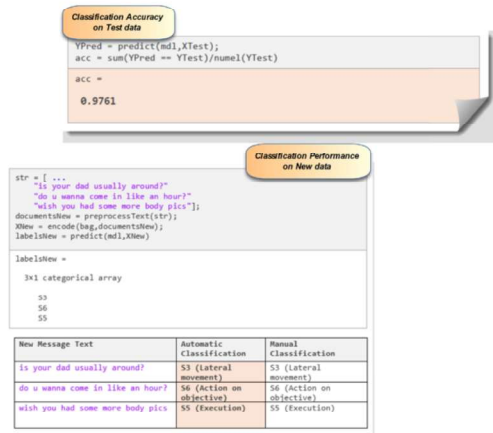 Classification Accuracy
on Test data
YPred = predict(mdl,XTest);
acc = sum(YPred == YTest)/numel(YTest)
acc =
0.9761
Classification Performance
on New data
str = [ ...
"is your dad usually around?"
"do u wanna come in like an hour?"
"wish you had some more body pics"];
documentsNew = preprocessText(str);
XNew = encode(bag,documentsNew);
labelsNew = predict(mdl,XNew)
labelsNew =
3×1 categorical array
S3
S6
S5
New Message Text Automatic Classification Manual Classification
is your dad usually around? S3 (Lateral movement) S3 (Lateral movement)
do u wanna come in like an hour? S6 (Action on objective) S6 (Action on objective)
wish you had some more body pics S5 (Execution) S5 (Execution)